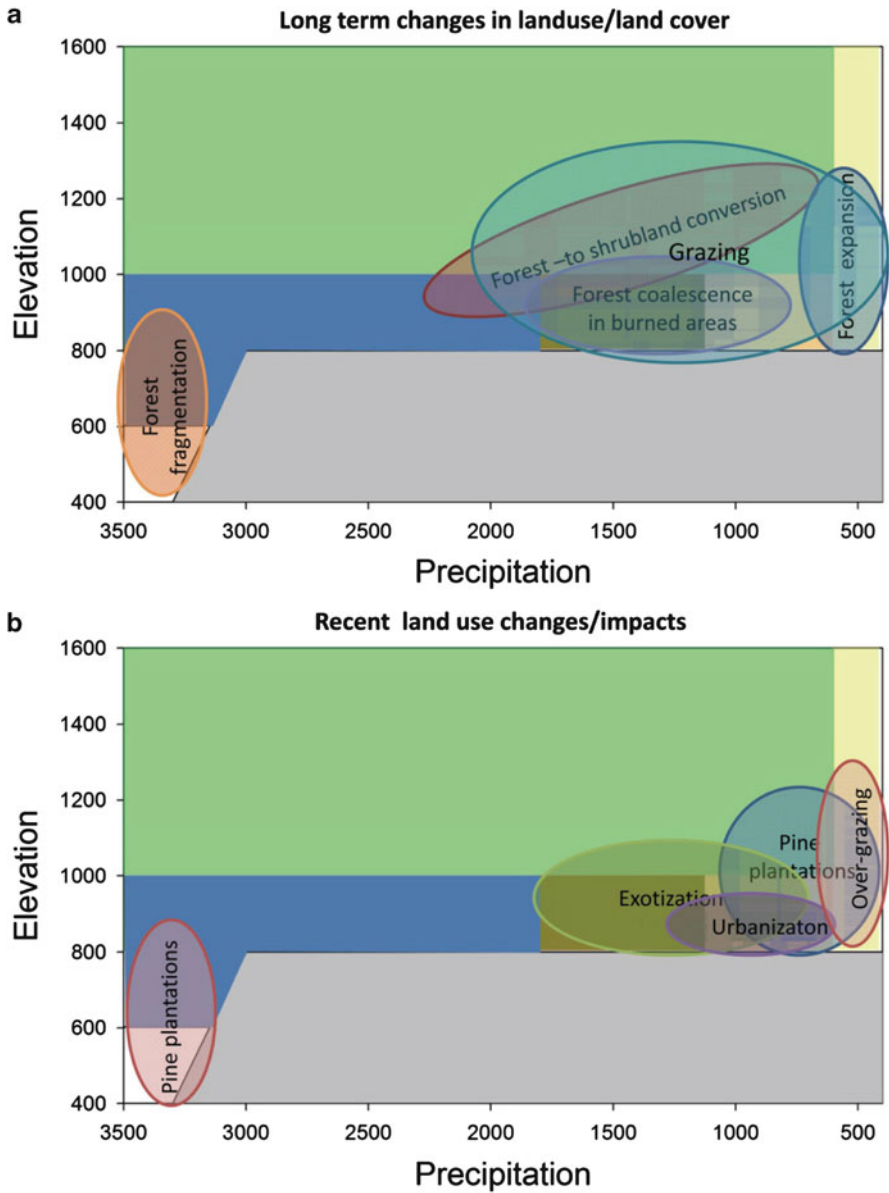 a
Long term changes in landuse/land cover
Elevation
1600
1400
1200
1000
800
600
400
Forest –to shrubland conversion
Grazing
Forest coalescence
in burned areas
Forest expansion
Forest
fragmentation
3500 3000 2500 2000 1500 1000 500
Precipitation
b
Recent land use changes/impacts
Elevation
1600
1400
1200
1000
800
600
400
Pine
plantations
Over-grazing
Exotization
Urbanizaton
Pine plantations
3500 3000 2500 2000 1500 1000 500
Precipitation